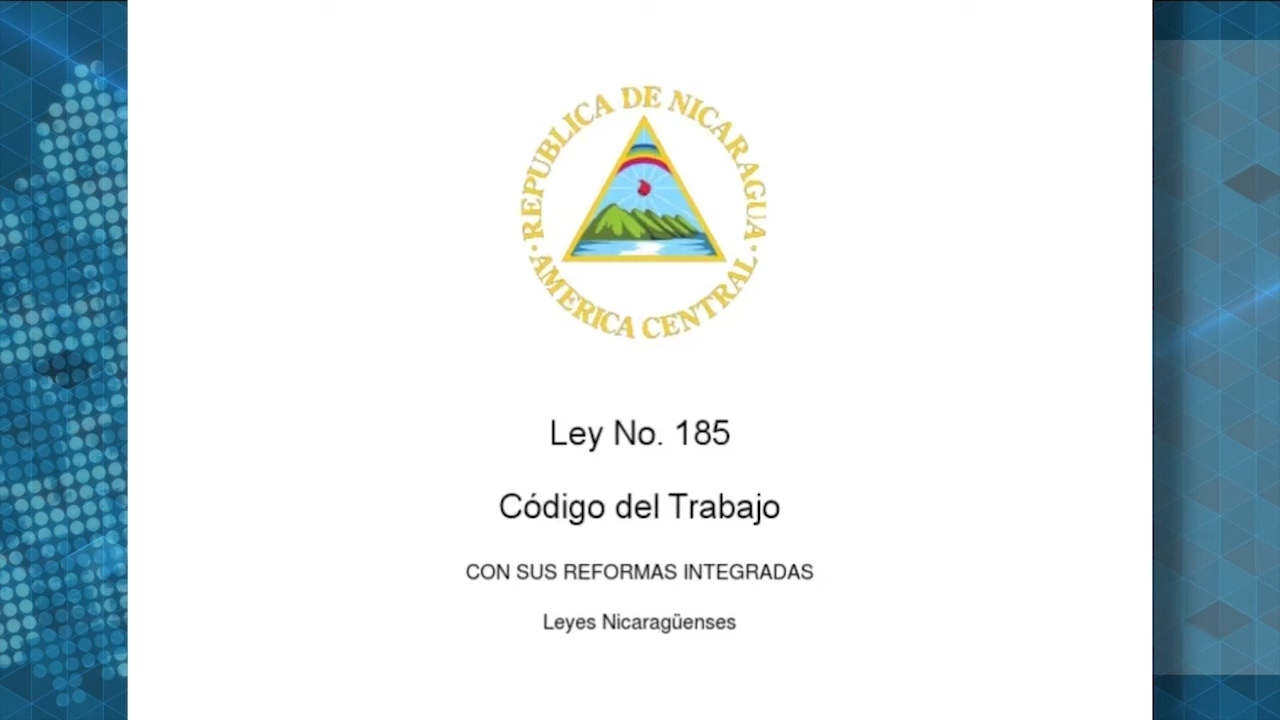 REPUBLICA DE NICARAGUA
AMERICA CENTRAL
Ley No. 185
Código del Trabajo
CON SUS REFORMAS INTEGRADAS
Leyes Nicaragüenses